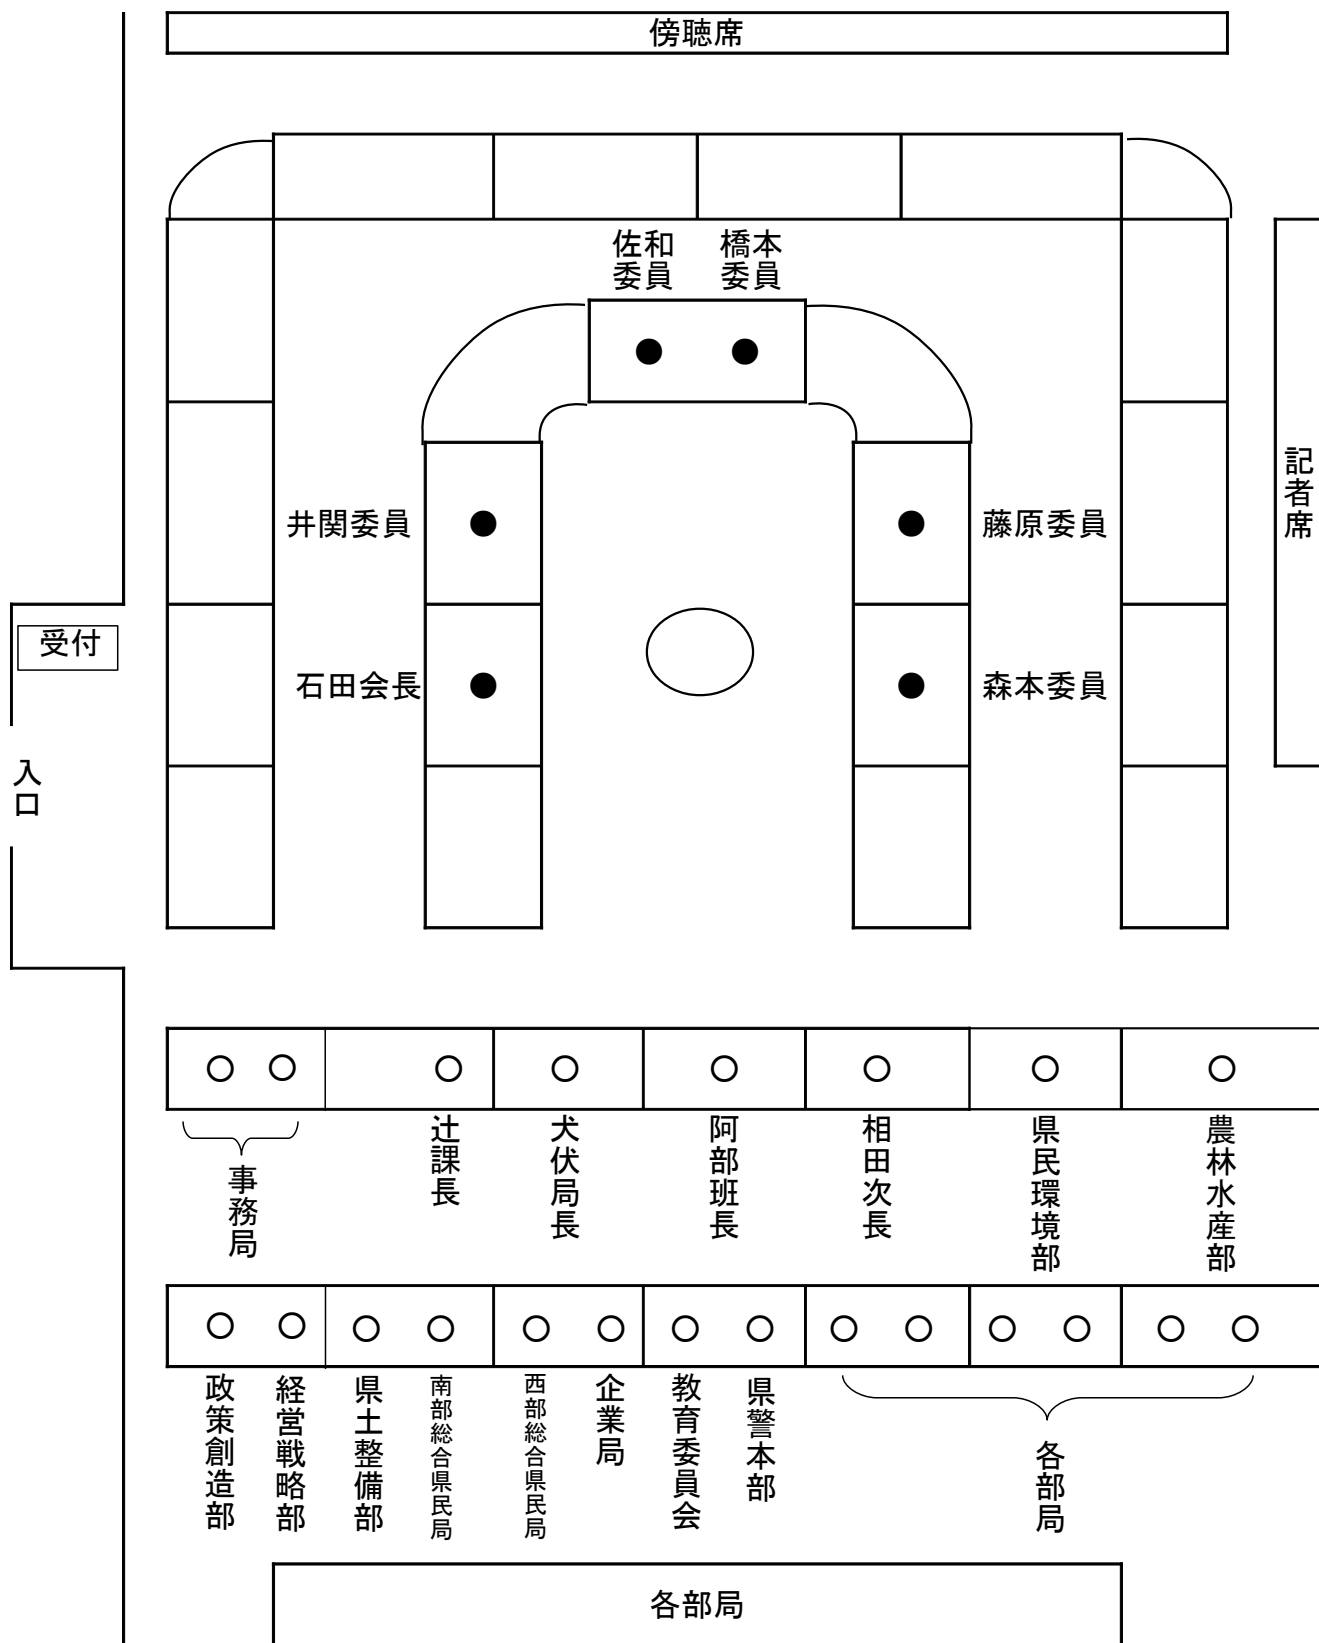 傍聴席
佐和
委員
橋本
委員
井関委員
藤原委員
記者席
受付
石田会長
森本委員
入口
辻課長
犬伏局長
阿部班長
相田次長
県民環境部
農林水産部
事務局
政策創造部
経営戦略部
県土整備部
南部総合県民局
西部総合県民局
企業局
教育委員会
県警本部
各部局
各部局